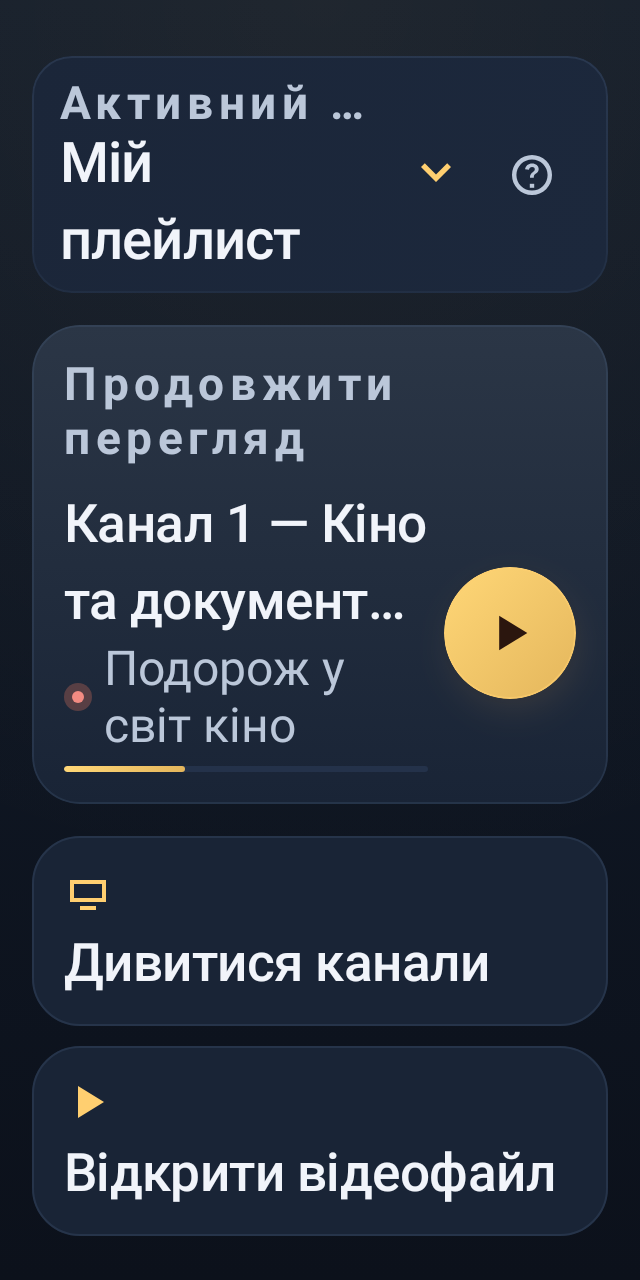 Активний …
Мій
плейлист
Продовжити
перегляд
Канал 1 — Кіно
та документ…
Подорож у
світ кіно
Дивитися канали
Відкрити відеофайл